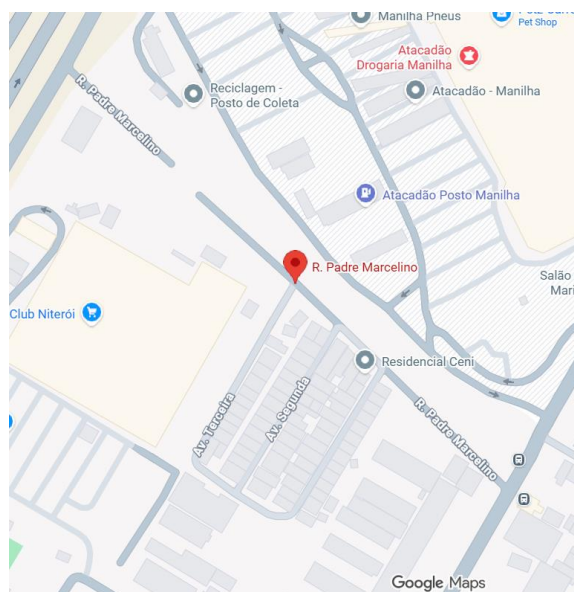 Manilha Pneus
Pet Shop
Atacadão
Drogaria Manilha
R. Padre Marcelino
Reciclagem -
Posto de Coleta
Atacadão - Manilha
Atacadão Posto Manilha
R. Padre Marcelino
Salão
Mari
Club Niterói
Residencial Ceni
Av. Terceira
Av. Segunda
R. Padre Marcelino
Google Maps